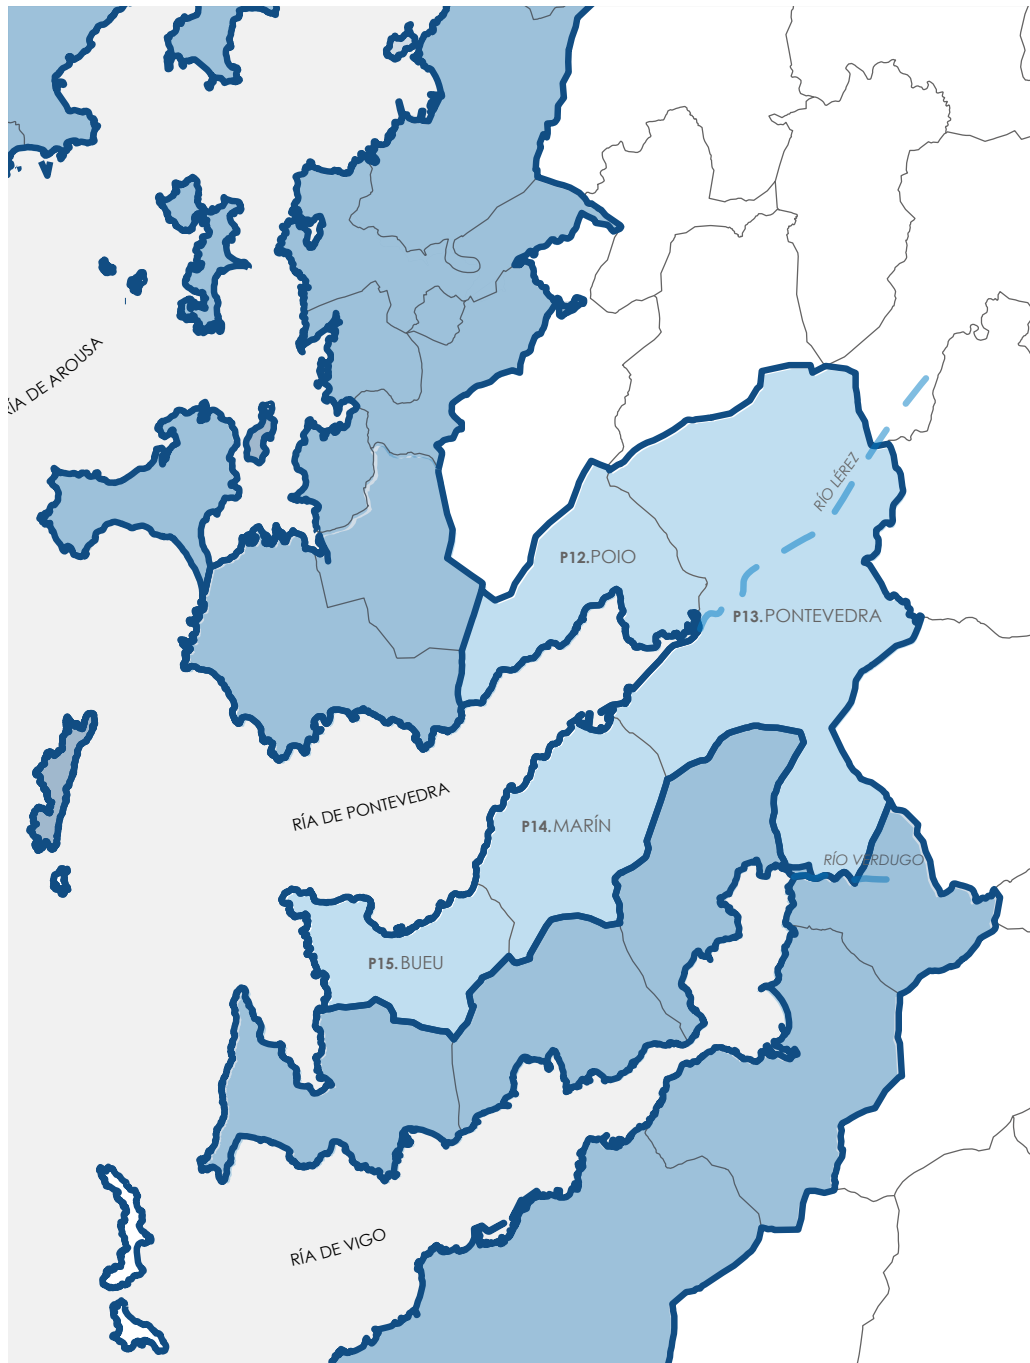 RÍA DE AROUSA
RÍO LÉREZ
P12.POIO
P13.PONTEVEDRA
RÍA DE PONTEVEDRA
P14.MARÍN
RÍO VERDUGO
P15.BUEU
RÍA DE VIGO